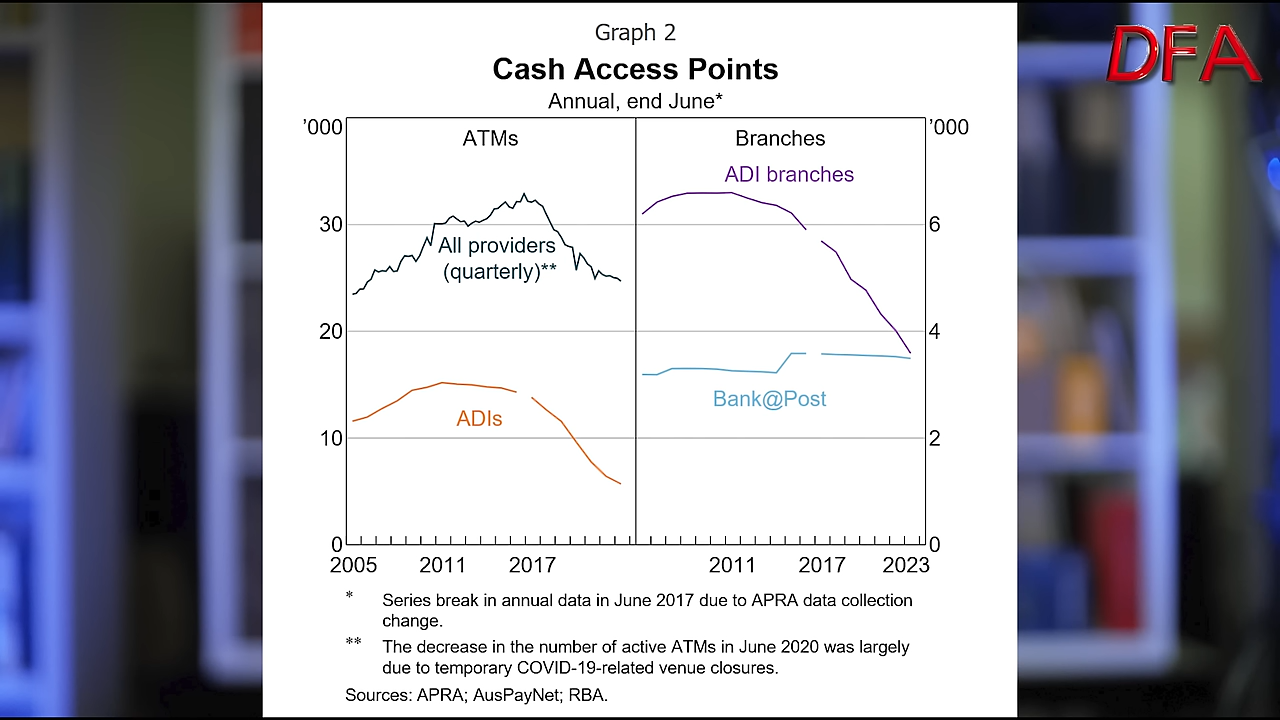 Graph 2
DFA
Cash Access Points
Annual, end June*
’000
ATMs
Branches
’000
ADI branches
30
6
All providers
(quarterly)**
20
4
Bank@Post
ADIs
10
2
0
0
2005
2011
2017
2011
2017
2023
* Series break in annual data in June 2017 due to APRA data collection
change.
** The decrease in the number of active ATMs in June 2020 was largely
due to temporary COVID-19-related venue closures.
Sources: APRA; AusPayNet; RBA.